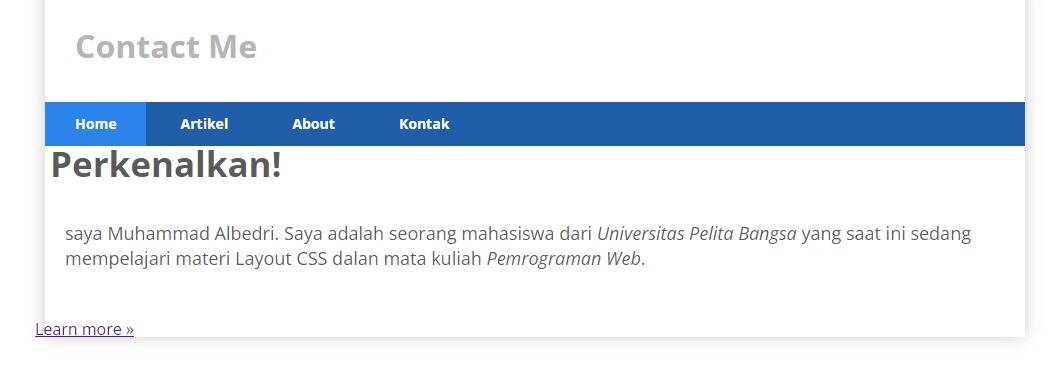 Contact Me
Home Artikel About Kontak
Perkenalkan!
saya Muhammad Albedri. Saya adalah seorang mahasiswa dari Universitas Pelita Bangsa yang saat ini sedang
mempelajari materi Layout CSS dalan mata kuliah Pemrograman Web.
Learn more »